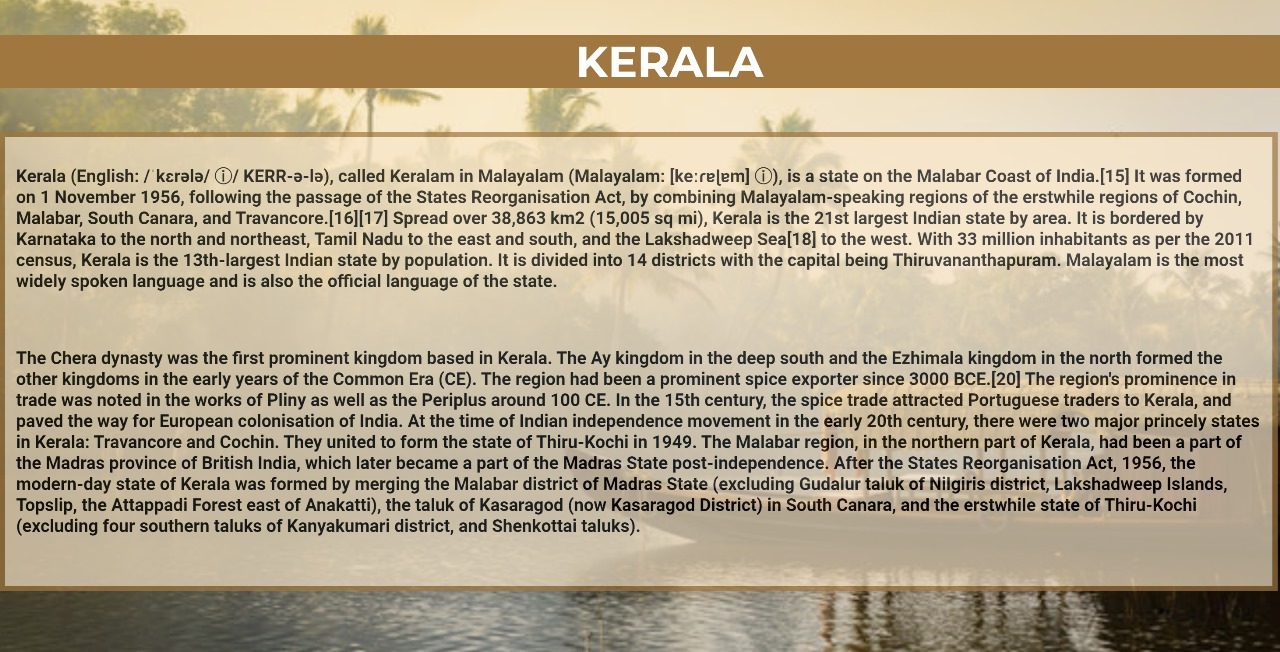 KERALA
Kerala (English: /ˈkɛrələ/ ⓘ/ KERR-ə-lə), called Keralam in Malayalam (Malayalam: [keːɾɐɭɐm] ⓘ), is a state on the Malabar Coast of India.[15] It was formed
on 1 November 1956, following the passage of the States Reorganisation Act, by combining Malayalam-speaking regions of the erstwhile regions of Cochin,
Malabar, South Canara, and Travancore.[16][17] Spread over 38,863 km2 (15,005 sq mi), Kerala is the 21st largest Indian state by area. It is bordered by
Karnataka to the north and northeast, Tamil Nadu to the east and south, and the Lakshadweep Sea[18] to the west. With 33 million inhabitants as per the 2011
census, Kerala is the 13th-largest Indian state by population. It is divided into 14 districts with the capital being Thiruvananthapuram. Malayalam is the most
widely spoken language and is also the official language of the state.
The Chera dynasty was the first prominent kingdom based in Kerala. The Ay kingdom in the deep south and the Ezhimala kingdom in the north formed the
other kingdoms in the early years of the Common Era (CE). The region had been a prominent spice exporter since 3000 BCE.[20] The region's prominence in
trade was noted in the works of Pliny as well as the Periplus around 100 CE. In the 15th century, the spice trade attracted Portuguese traders to Kerala, and
paved the way for European colonisation of India. At the time of Indian independence movement in the early 20th century, there were two major princely states
in Kerala: Travancore and Cochin. They united to form the state of Thiru-Kochi in 1949. The Malabar region, in the northern part of Kerala, had been a part of
the Madras province of British India, which later became a part of the Madras State post-independence. After the States Reorganisation Act, 1956, the
modern-day state of Kerala was formed by merging the Malabar district of Madras State (excluding Gudalur taluk of Nilgiris district, Lakshadweep Islands,
Topslip, the Attappadi Forest east of Anakatti), the taluk of Kasaragod (now Kasaragod District) in South Canara, and the erstwhile state of Thiru-Kochi
(excluding four southern taluks of Kanyakumari district, and Shenkottai taluks).